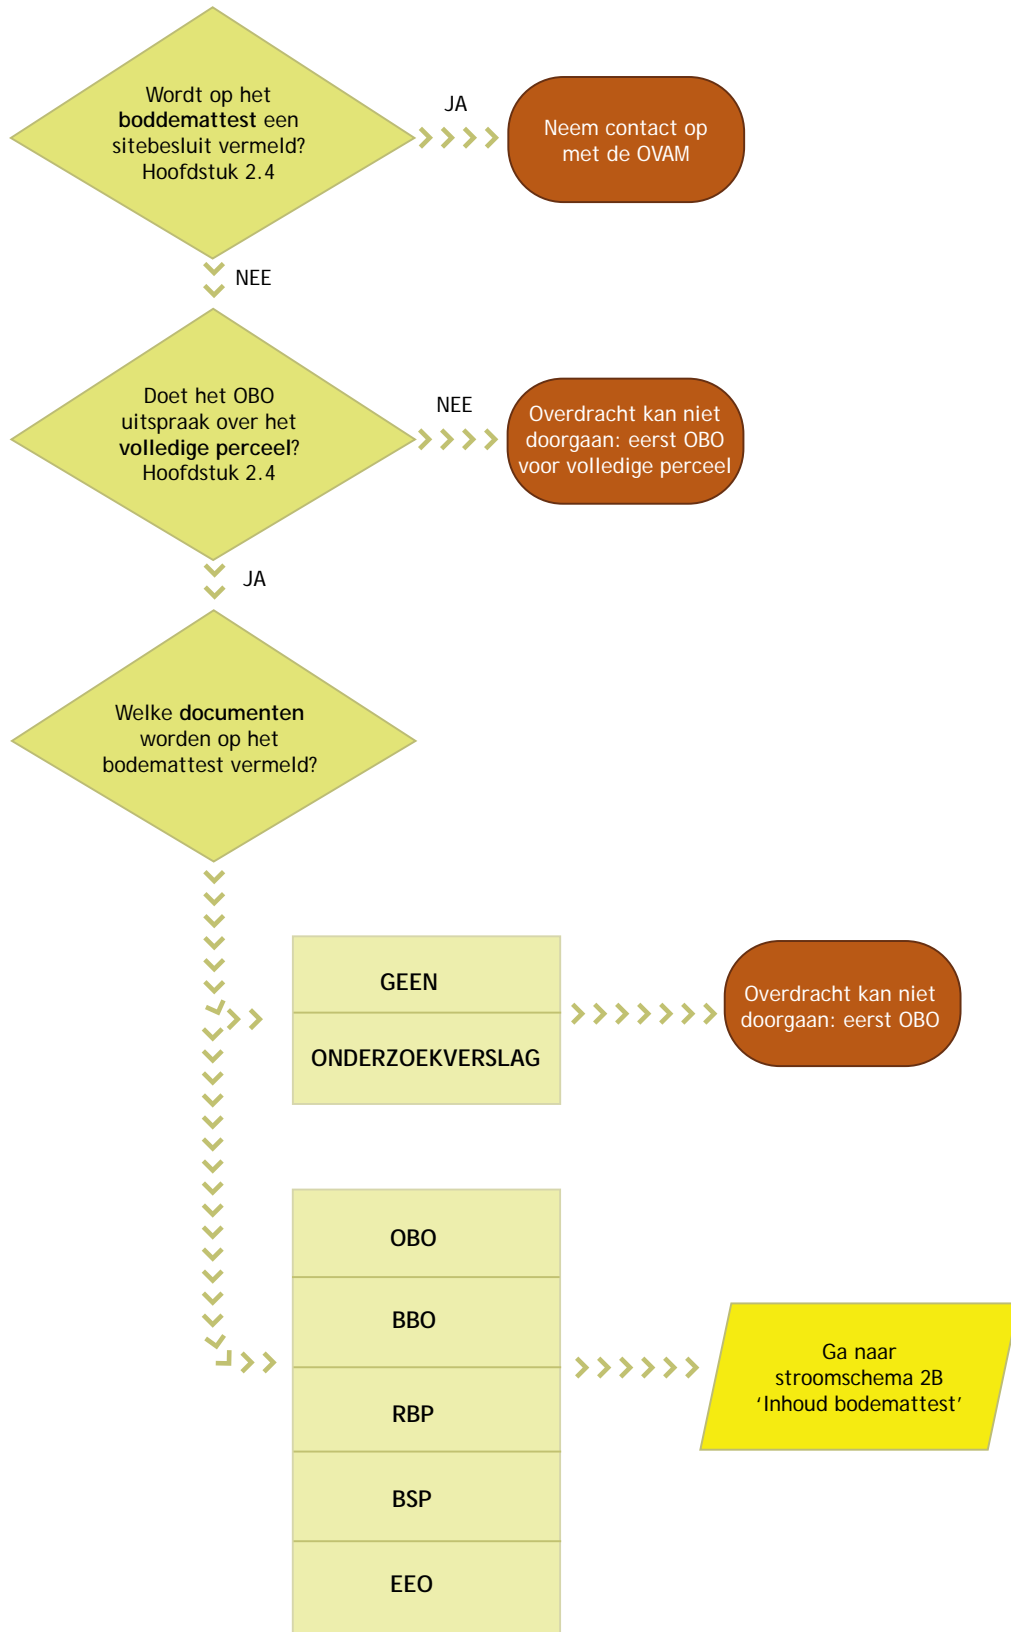 Wordt op het
boddemattest een
sitebesluit vermeld?
Hoofdstuk 2.4
JA
Neem contact op
met de OVAM
NEE
Doet het OBO
uitspraak over het
volledige perceel?
Hoofdstuk 2.4
NEE
Overdracht kan niet
doorgaan: eerst OBO
voor volledige perceel
JA
Welke documenten
worden op het
bodemattest vermeld?
GEEN
ONDERZOEKVERSLAG
Overdracht kan niet
doorgaan: eerst OBO
OBO
BBO
RBP
BSP
EEO
Ga naar
stroomschema 2B
‘Inhoud bodemattest’